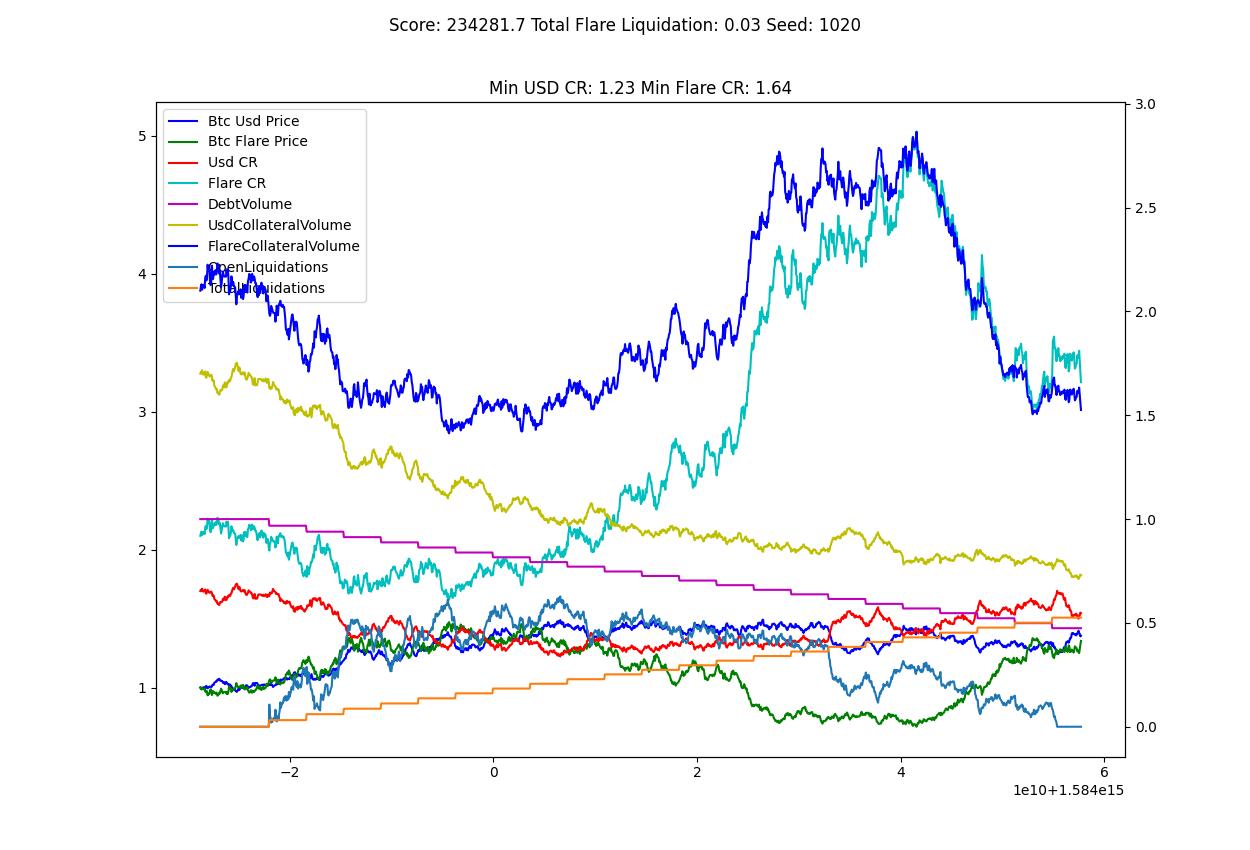 Score: 234281.7 Total Flare Liquidation: 0.03 Seed: 1020
Min USD CR: 1.23 Min Flare CR: 1.64
Btc Usd Price
Btc Flare Price
Usd CR
Flare CR
DebtVolume
UsdCollateralVolume
FlareCollateralVolume
OpenLiquidations
TotalLiquidations
5
4
3
2
1
3.0
2.5
2.0
1.5
1.0
0.5
0.0
−2 0 2 4 6
1e10+1.584e15